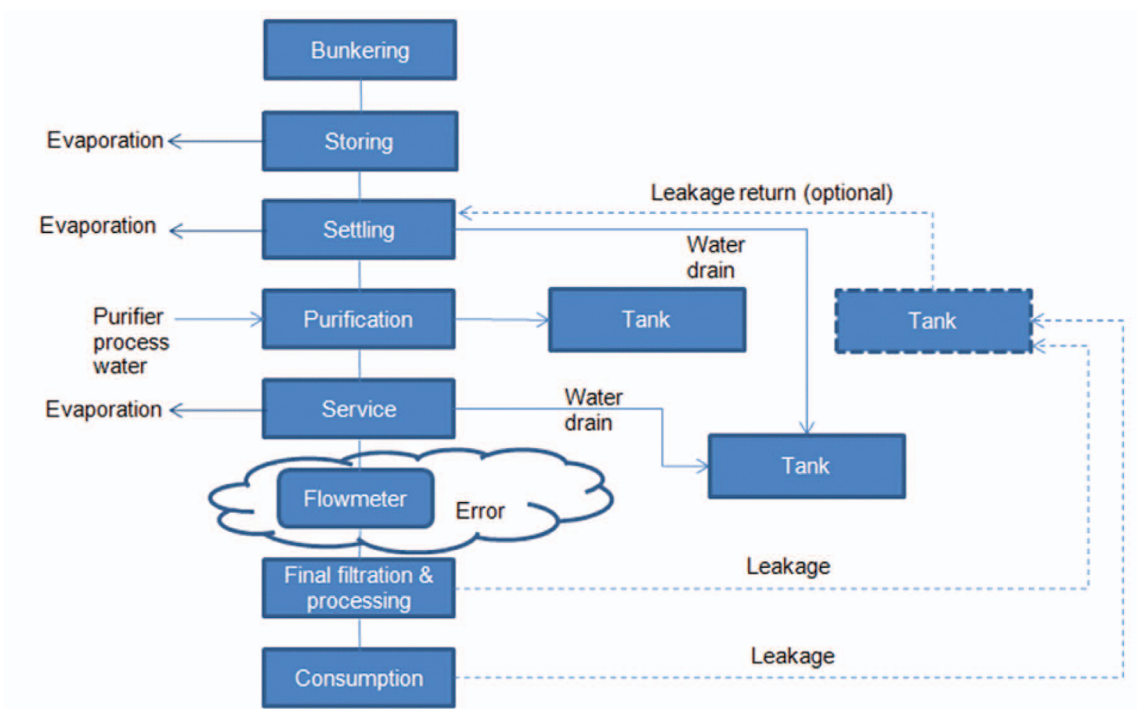 Bunkering
Evaporation
Storing
Leakage return (optional)
Evaporation
Settling
Water
drain
Purifier
process
water
Purification
Tank
Tank
Evaporation
Service
Water
drain
Tank
Flowmeter
Error
Final filtration &
processing
Leakage
Consumption
Leakage